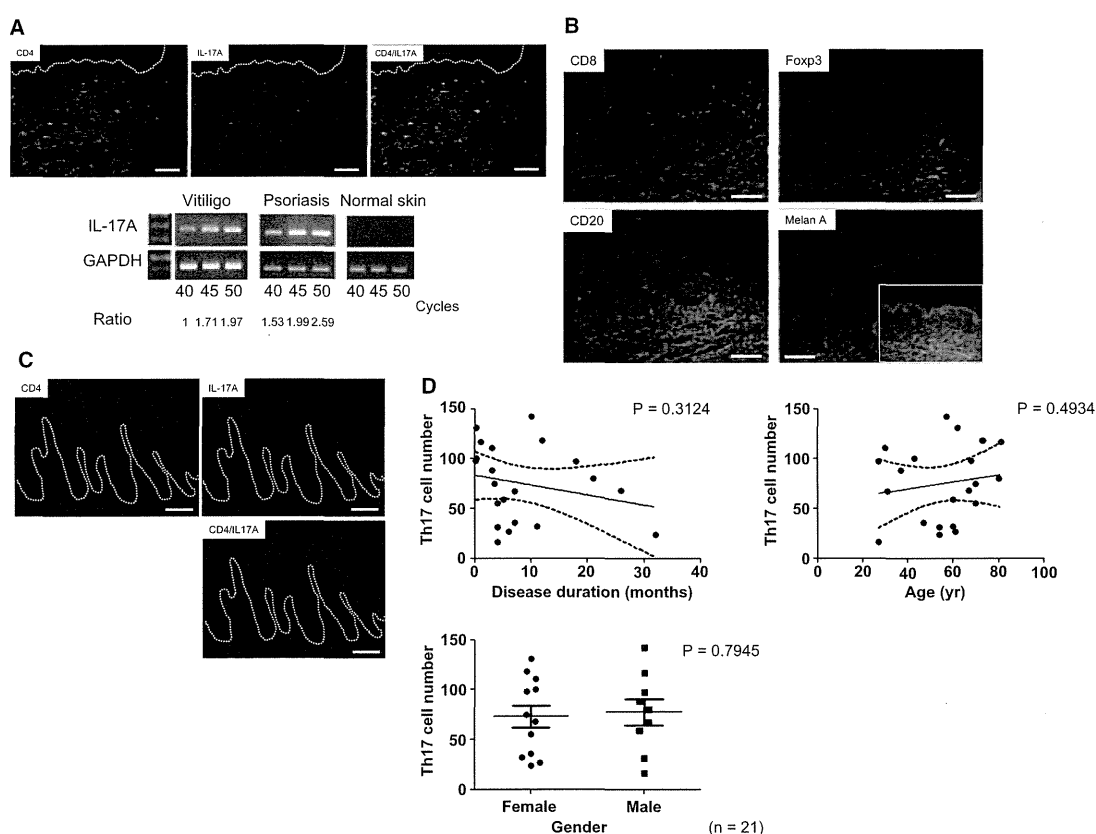 A
CD4
IL-17A
CD4/IL17A
Vitiligo Psoriasis Normal skin
IL-17A
GAPDH
40 45 50 40 45 50 40 45 50
Cycles
Ratio 1 1.71 1.97 1.53 1.99 2.59
B
CD8
Foxp3
CD20
Melan A
C
CD4
IL-17A
CD4/IL17A
D
P = 0.3124
Th17 cell number
150
100
50
0
0 10 20 30 40
Disease duration (months)
P = 0.4934
Th17 cell number
150
100
50
0
0 20 40 60 80 100
Age (yr)
P = 0.7945
Th17 cell number
150
100
50
0
Female Male
Gender
(n = 21)